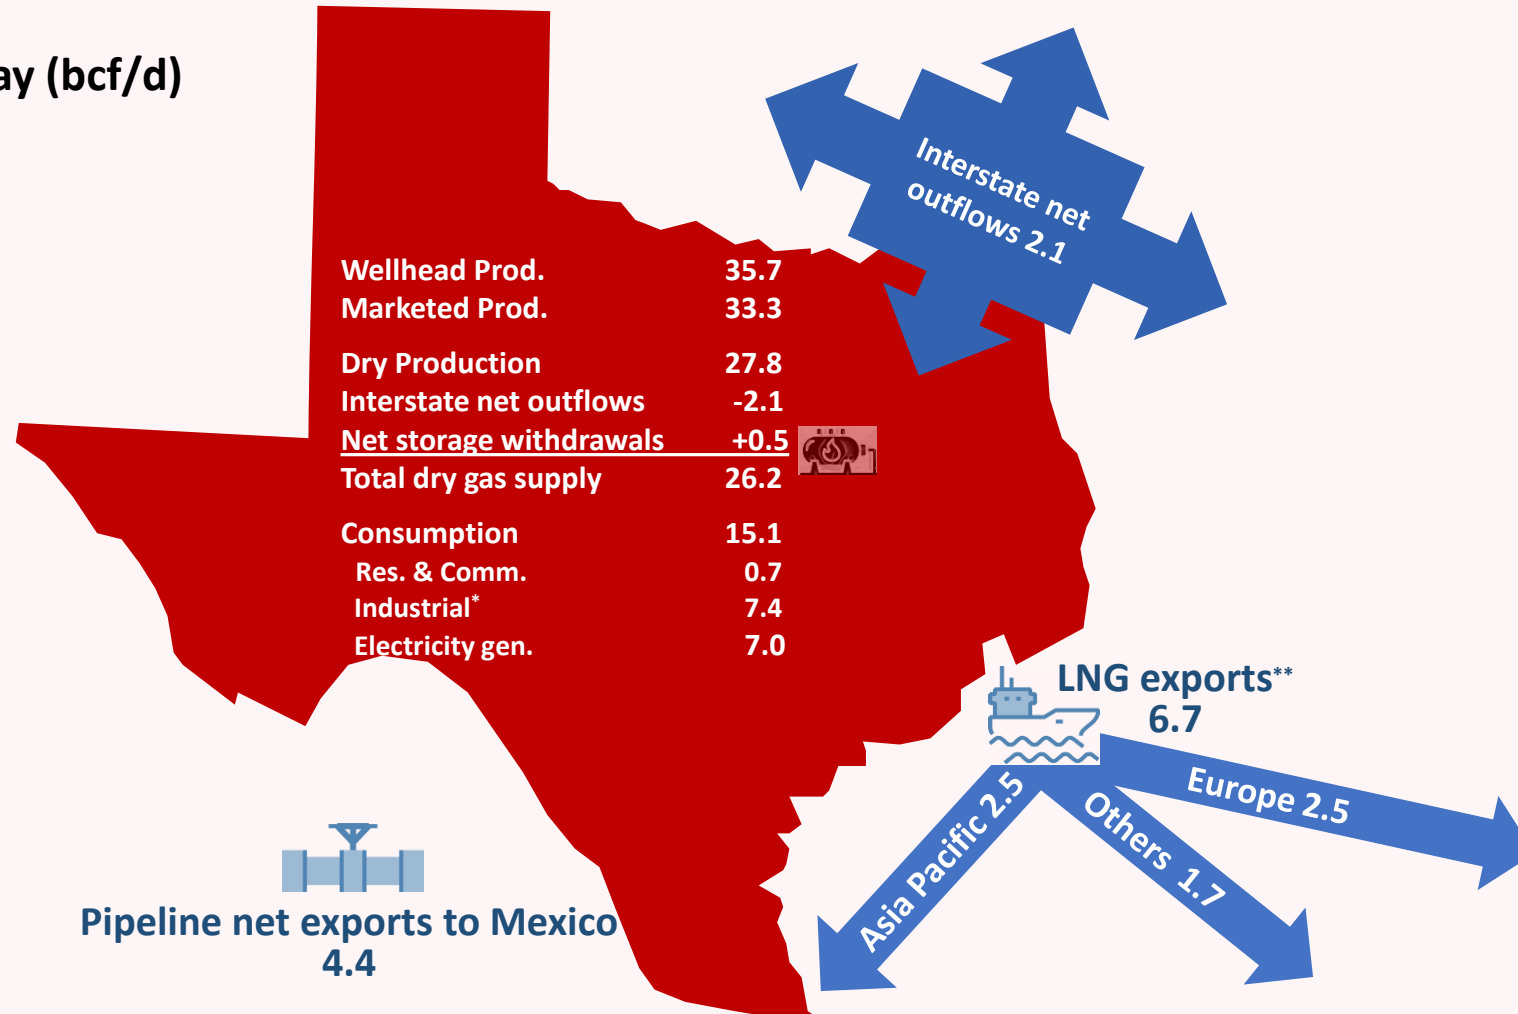 (bcf/d)
Interstate net
outflows 2.1
Wellhead Prod. 35.7
Marketed Prod. 33.3
Dry Production 27.8
Interstate net outflows -2.1
Net storage withdrawals +0.5
Total dry gas supply 26.2
Consumption 15.1
Res. & Comm. 0.7
Industrial* 7.4
Electricity gen. 7.0
LNG exports**
6.7
Europe 2.5
Others 1.7
Asia Pacific 2.5
Pipeline net exports to Mexico
4.4